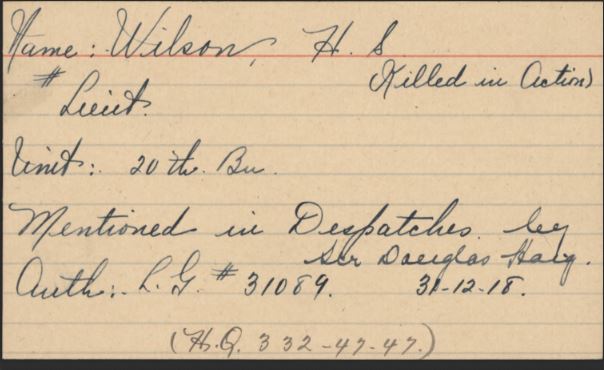 Name: Wilson, H. S.
(Killed in Action)
# Lieut.
Unit: 20th. Bn.
Mentioned in Despatches by
Sir Douglas Haig.
Auth: L. G. # 31089. 31-12-18.
(H.Q. 332-47-47.)